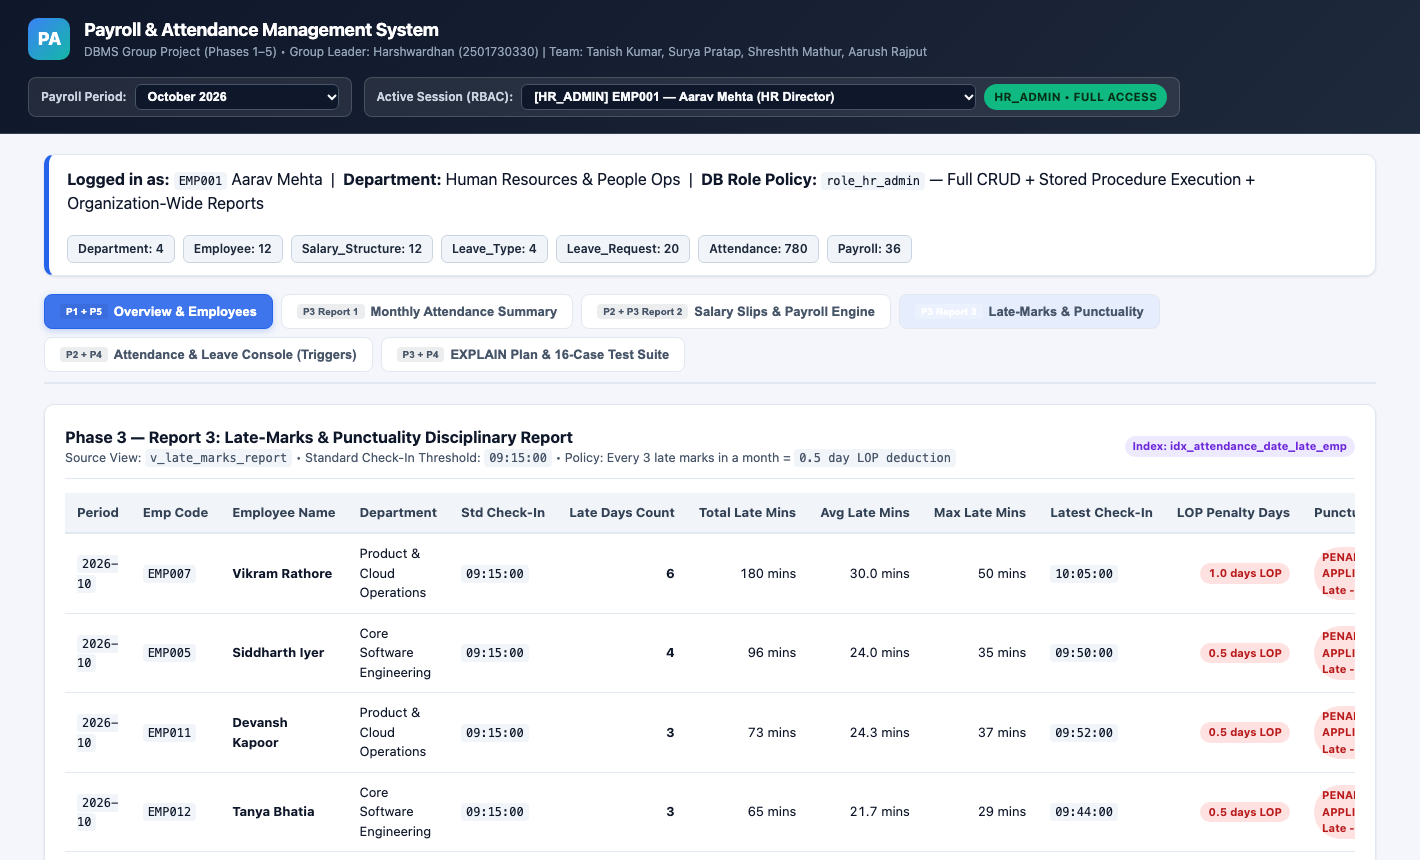 PA
Payroll & Attendance Management System
DBMS Group Project (Phases 1–5) • Group Leader: Harshwardhan (2501730330) | Team: Tanish Kumar, Surya Pratap, Shreshth Mathur, Aarush Rajput
Payroll Period: October 2026
Active Session (RBAC): [HR_ADMIN] EMP001 — Aarav Mehta (HR Director) HR_ADMIN • FULL ACCESS
Logged in as: EMP001 Aarav Mehta | Department: Human Resources & People Ops | DB Role Policy: role_hr_admin — Full CRUD + Stored Procedure Execution +
Organization-Wide Reports
Department: 4 Employee: 12 Salary_Structure: 12 Leave_Type: 4 Leave_Request: 20 Attendance: 780 Payroll: 36
P1 + P5 Overview & Employees P3 Report 1 Monthly Attendance Summary P2 + P3 Report 2 Salary Slips & Payroll Engine P3 Report 3 Late-Marks & Punctuality
P2 + P4 Attendance & Leave Console (Triggers) P3 + P4 EXPLAIN Plan & 16-Case Test Suite
Phase 3 — Report 3: Late-Marks & Punctuality Disciplinary Report
Source View: v_late_marks_report • Standard Check-In Threshold: 09:15:00 • Policy: Every 3 late marks in a month = 0.5 day LOP deduction
Index: idx_attendance_date_late_emp
Period Emp Code Employee Name Department Std Check-In Late Days Count Total Late Mins Avg Late Mins Max Late Mins Latest Check-In LOP Penalty Days
2026-
10
EMP007
Vikram Rathore
Product &
Cloud
Operations
09:15:00
6
180 mins
30.0 mins
50 mins
10:05:00
1.0 days LOP
Late -
2026-
10
EMP005
Siddharth Iyer
Core
Software
Engineering
09:15:00
4
96 mins
24.0 mins
35 mins
09:50:00
0.5 days LOP
Late -
2026-
10
EMP011
Devansh
Kapoor
Product &
Cloud
Operations
09:15:00
3
73 mins
24.3 mins
37 mins
09:52:00
0.5 days LOP
Late -
2026-
10
EMP012
Tanya Bhatia
Core
Software
Engineering
09:15:00
3
65 mins
21.7 mins
29 mins
09:44:00
0.5 days LOP
Late -